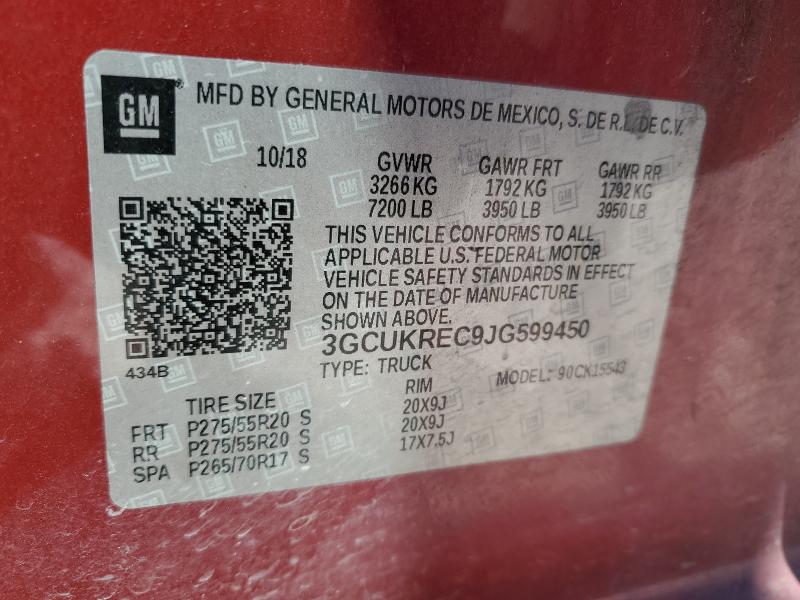 GM MFD BY GENERAL MOTORS DE MEXICO, S. DE R.L. DE C.V.
10/18 GVWR GAWR FRT GAWR RR
3266 KG 1792 KG 1792 KG
7200 LB 3950 LB 3950 LB
THIS VEHICLE CONFORMS TO ALL
APPLICABLE U.S. FEDERAL MOTOR
VEHICLE SAFETY STANDARDS IN EFFECT
ON THE DATE OF MANUFACTURE
SHOWN ABOVE.
3GCUKREC9JG599450
434B TYPE: TRUCK MODEL: 90CK15543
TIRE SIZE RIM
FRT P275/55R20 S 20X9J
RR P275/55R20 S 20X9J
SPA P265/70R17 S 17X7.5J